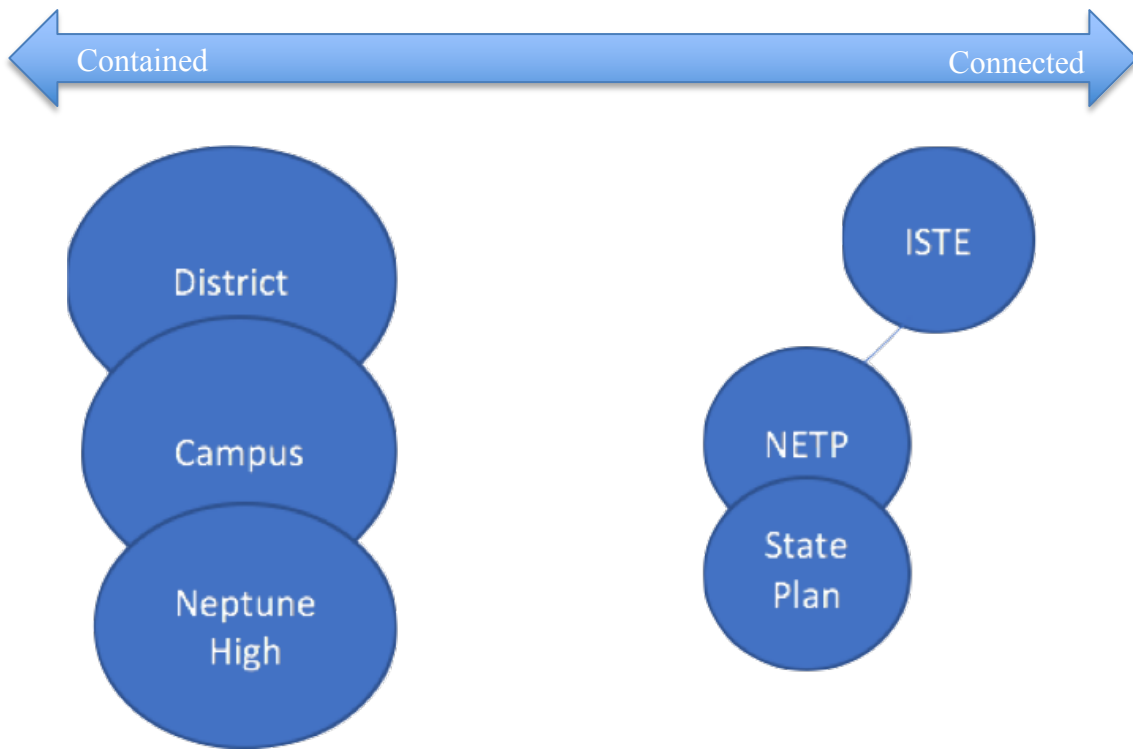 Contained
Connected
District
Campus
Neptune
High
ISTE
NETP
State
Plan